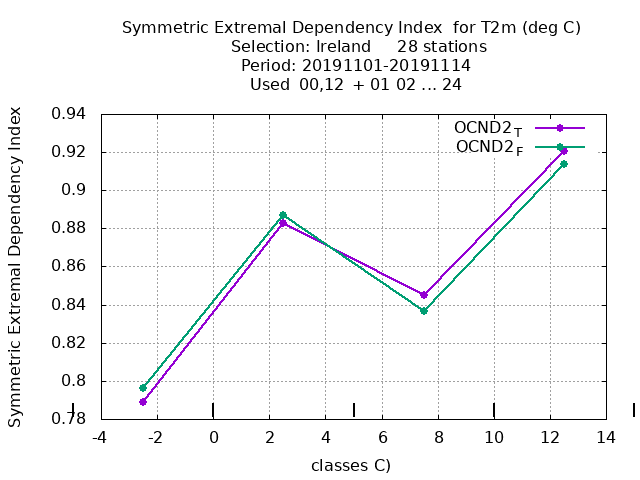 Symmetric Extremal Dependency Index  for T2m (deg C)
Selection: Ireland     28 stations
Period: 20191101-20191114
Used  00,12  + 01 02 ... 24
Symmetric Extremal Dependency Index
0.94
0.92
0.9
0.88
0.86
0.84
0.82
0.8
0.78
OCND2T
OCND2F
-4 -2 0 2 4 6 8 10 12 14
classes C)